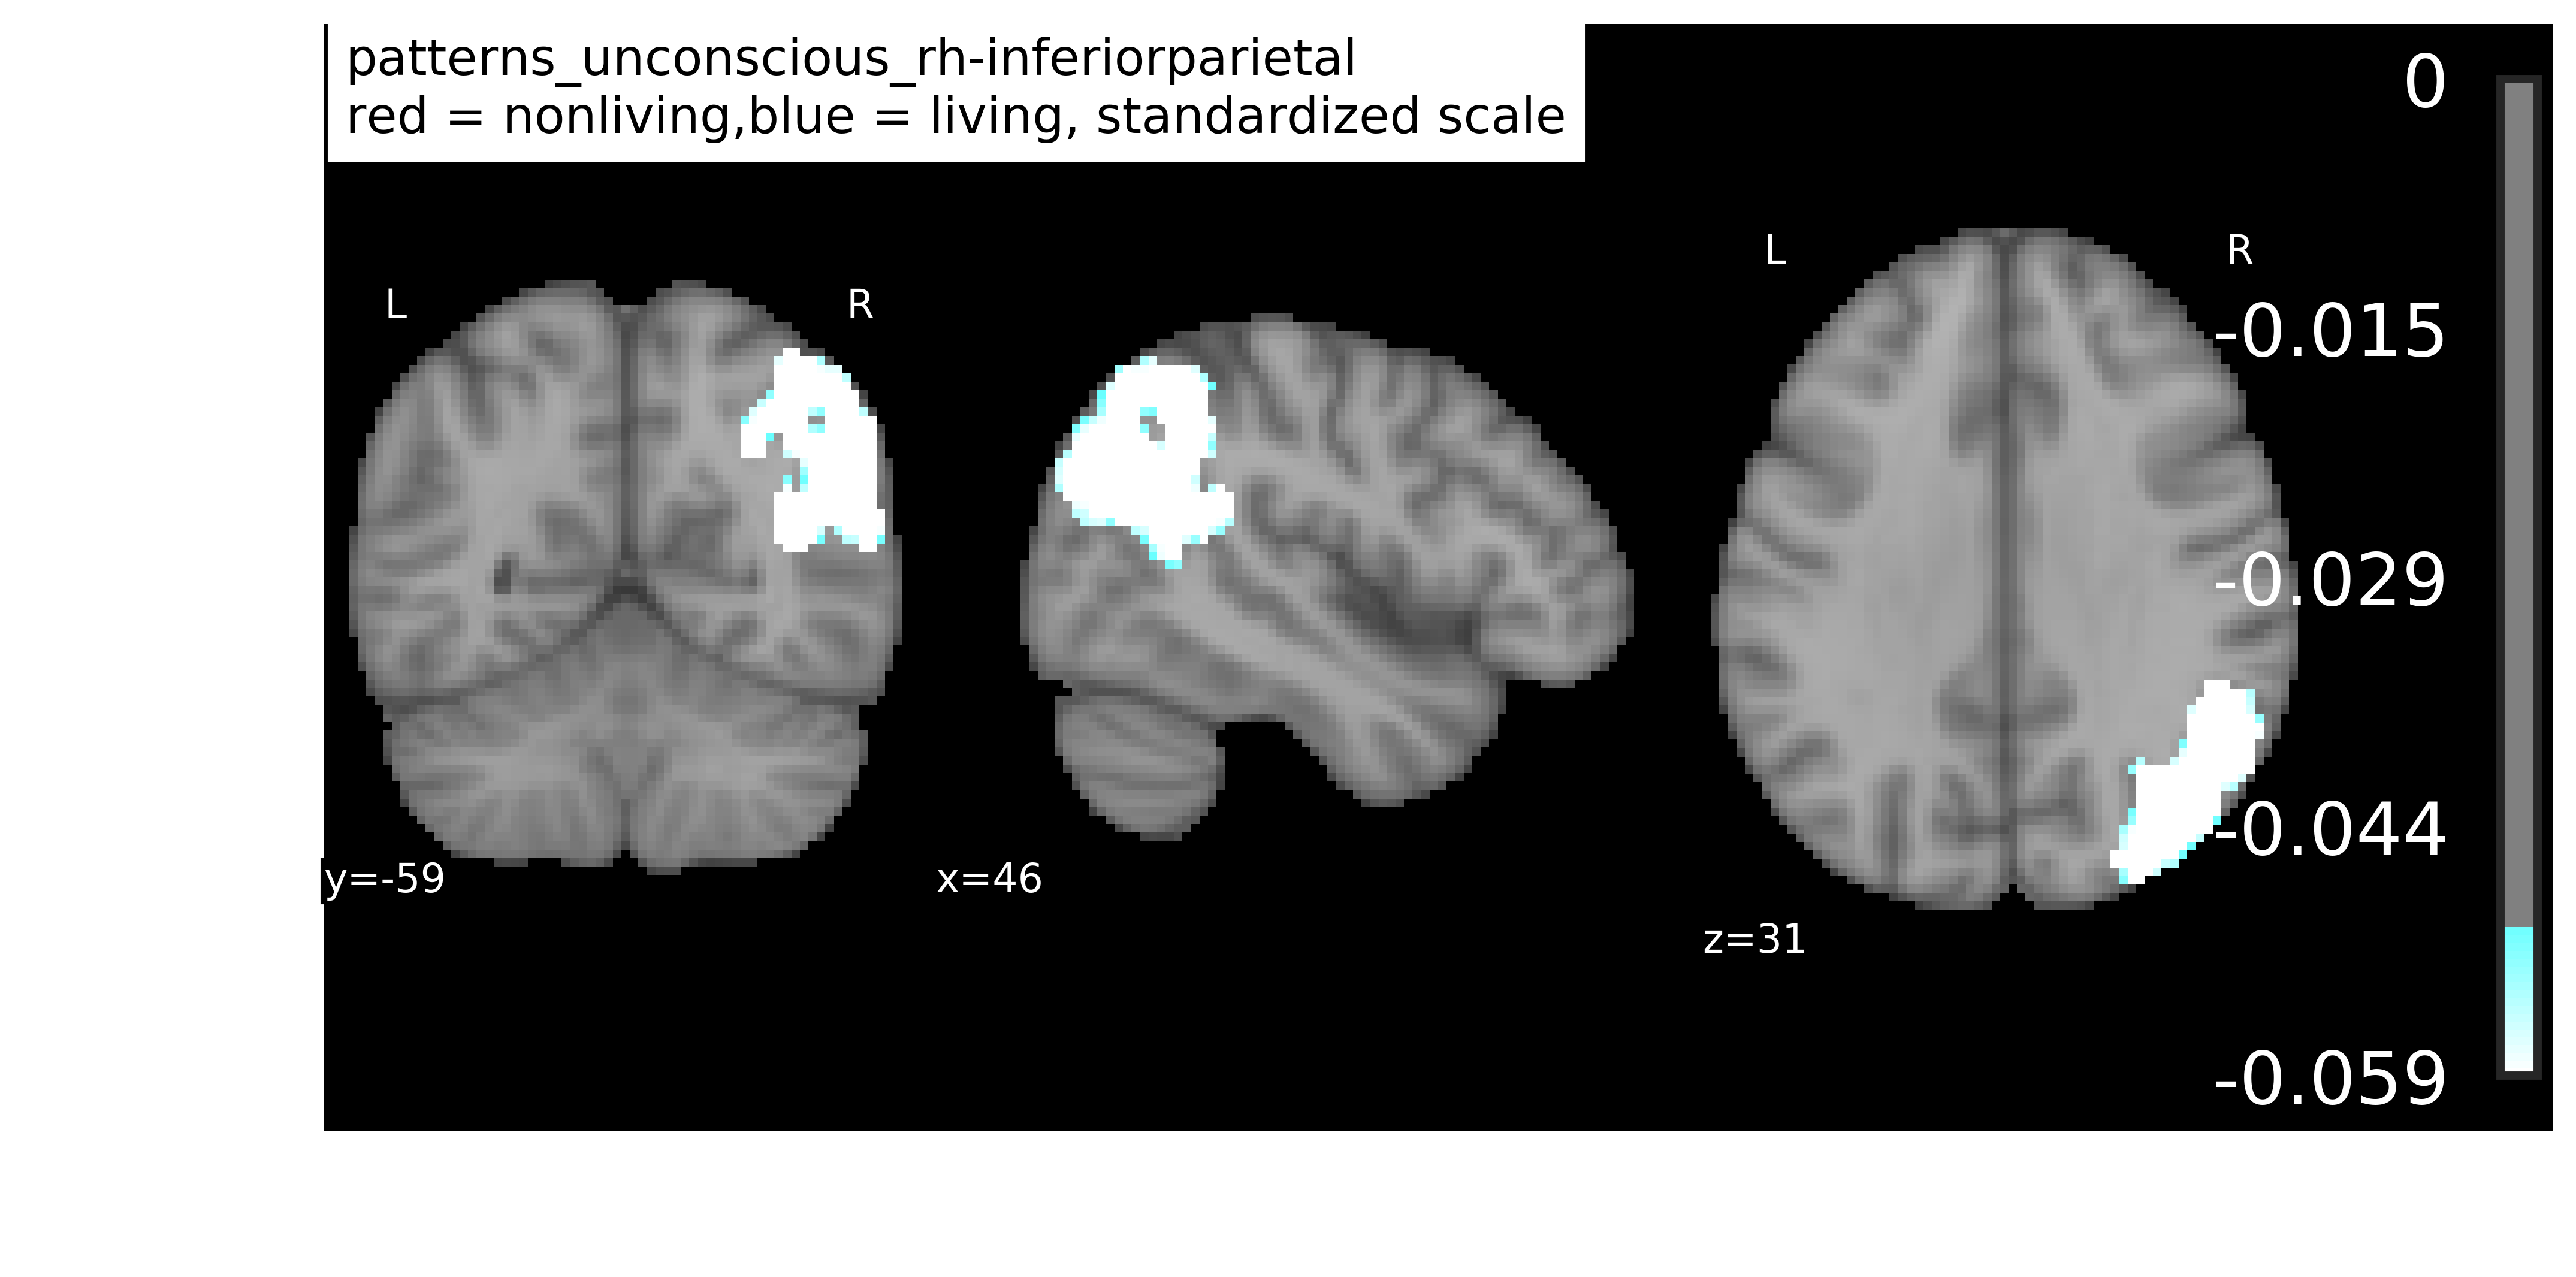 patterns_unconscious_rh-inferiorparietal
red = nonliving,blue = living, standardized scale
0
L
R
L
R
-0.015
-0.029
-0.044
y=-59
x=46
z=31
-0.059